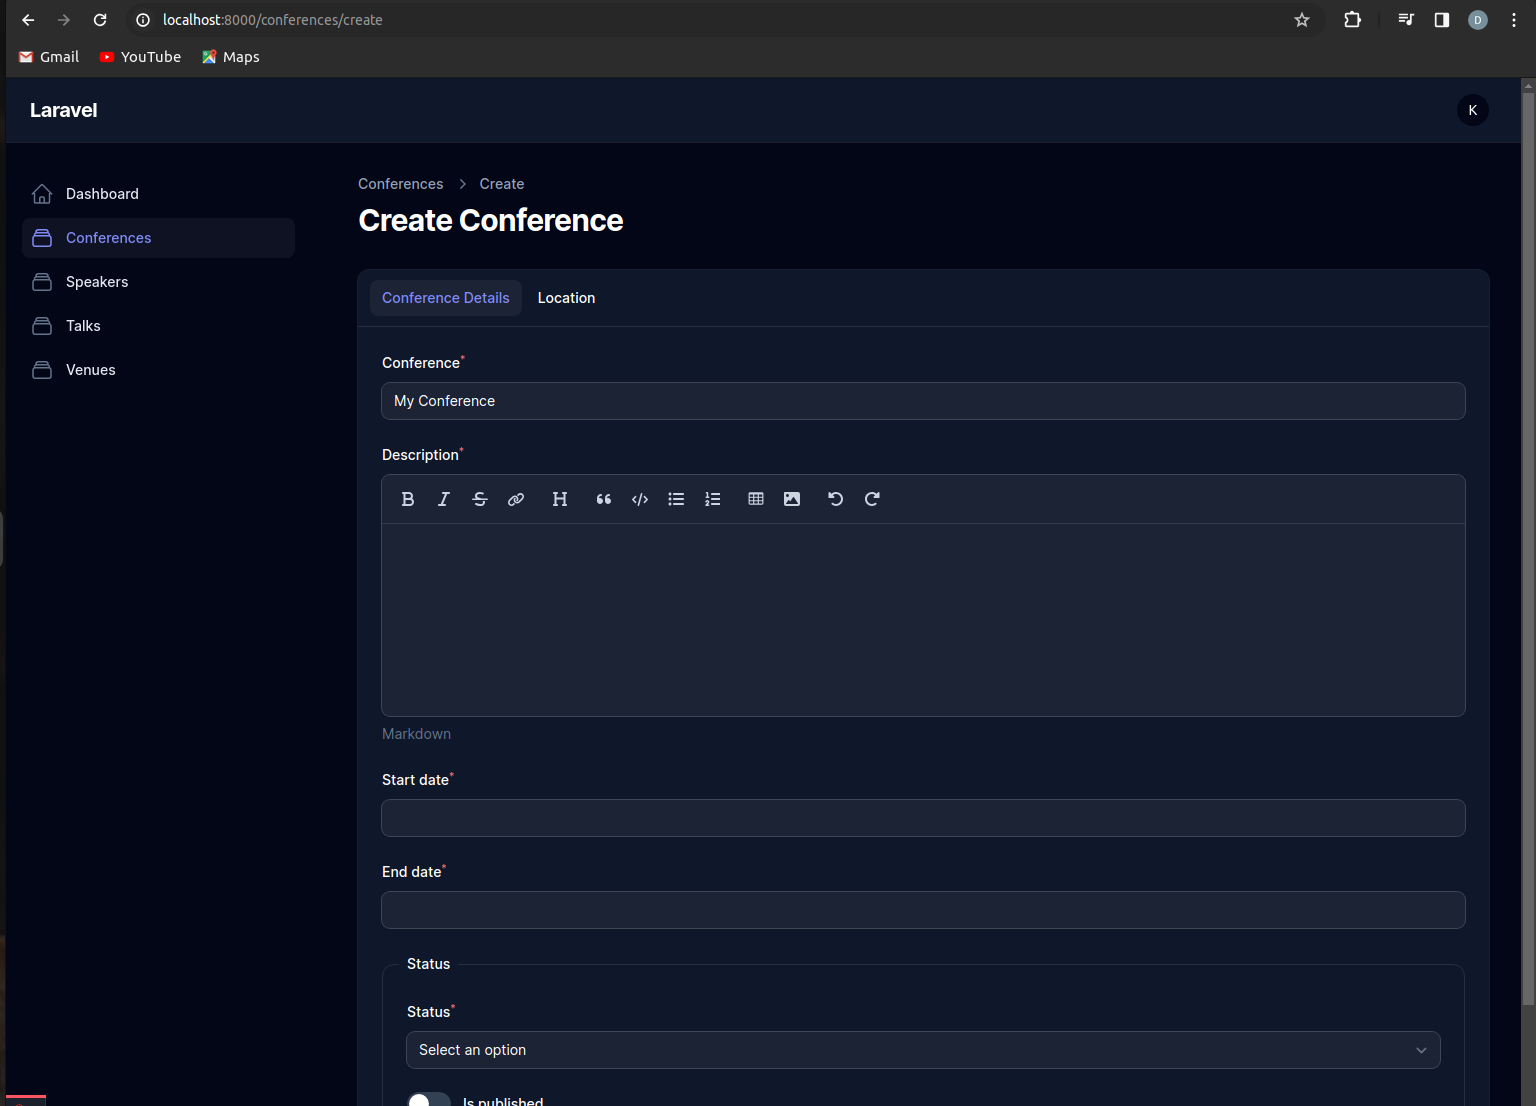 localhost:8000/conferences/create
D
Gmail YouTube Maps
Laravel
K
Dashboard
Conferences
Speakers
Talks
Venues
Conferences > Create
Create Conference
Conference Details Location
Conference*
My Conference
Description*
Markdown
Start date*
End date*
Status
Status*
Select an option
Is published